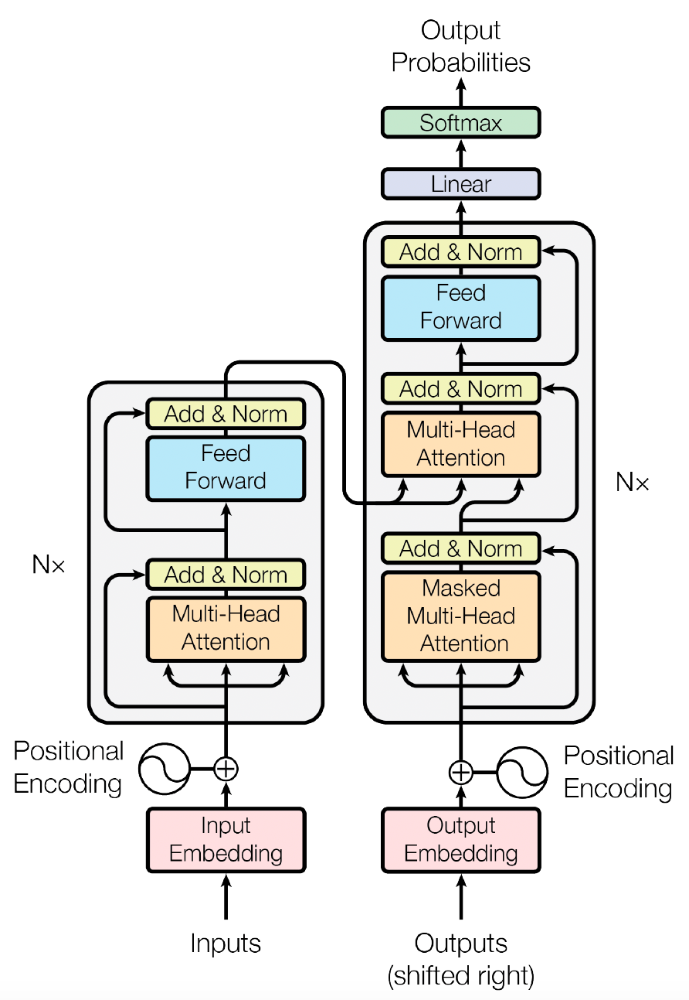 Output
Probabilities
Softmax
Linear
Add & Norm
Feed
Forward
Add & Norm
Multi-Head
Attention
N×
Add & Norm
Masked
Multi-Head
Attention
Add & Norm
Feed
Forward
N×
Add & Norm
Multi-Head
Attention
Positional
Encoding
Positional
Encoding
Input
Embedding
Output
Embedding
Inputs
Outputs
(shifted right)